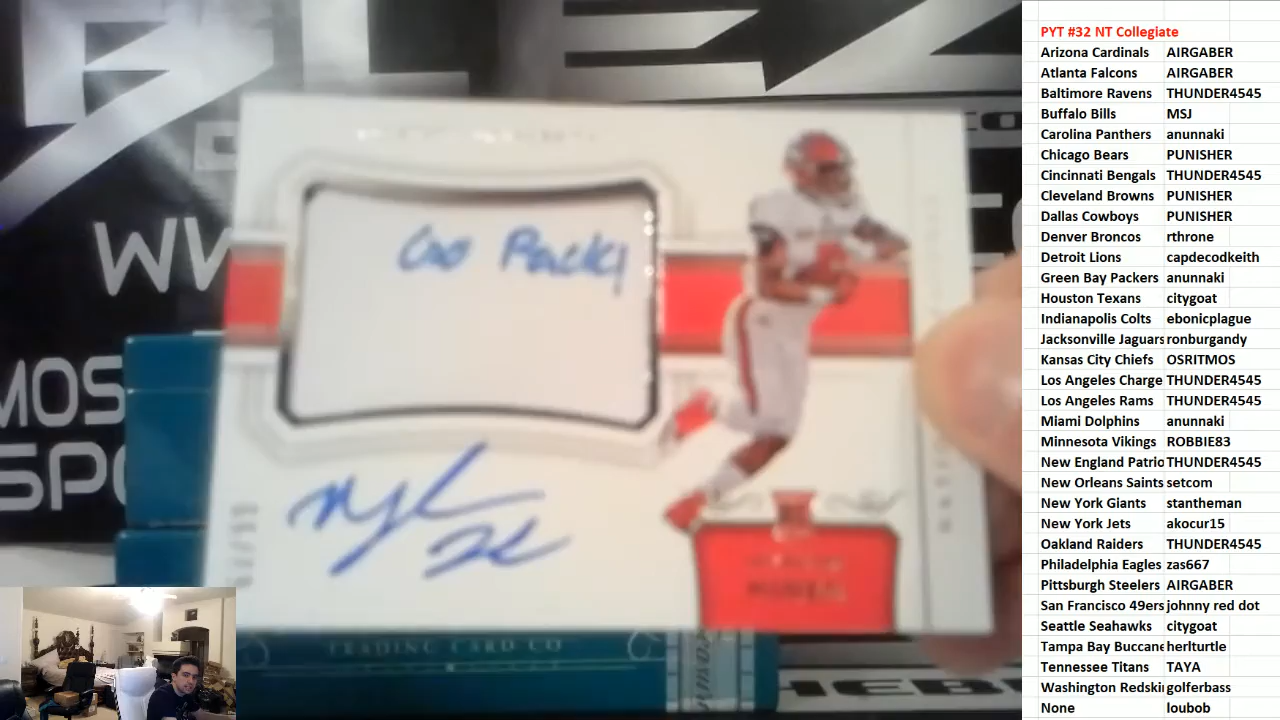 Go Pack!
HINES
/99
WW
MOS
SPO
TRADING CARD CO
PYT #32 NT Collegiate
Arizona Cardinals AIRGABER
Atlanta Falcons AIRGABER
Baltimore Ravens THUNDER4545
Buffalo Bills MSJ
Carolina Panthers anunnaki
Chicago Bears PUNISHER
Cincinnati Bengals THUNDER4545
Cleveland Browns PUNISHER
Dallas Cowboys PUNISHER
Denver Broncos rthrone
Detroit Lions capdecodkeith
Green Bay Packers anunnaki
Houston Texans citygoat
Indianapolis Colts ebonicplague
Jacksonville Jaguars ronburgandy
Kansas City Chiefs OSRITMOS
Los Angeles Charge THUNDER4545
Los Angeles Rams THUNDER4545
Miami Dolphins anunnaki
Minnesota Vikings ROBBIE83
New England Patrio THUNDER4545
New Orleans Saints setcom
New York Giants stantheman
New York Jets akocur15
Oakland Raiders THUNDER4545
Philadelphia Eagles zas667
Pittsburgh Steelers AIRGABER
San Francisco 49ers johnny red dot
Seattle Seahawks citygoat
Tampa Bay Buccane herlturtle
Tennessee Titans TAYA
Washington Redskin golferbass
None loubob